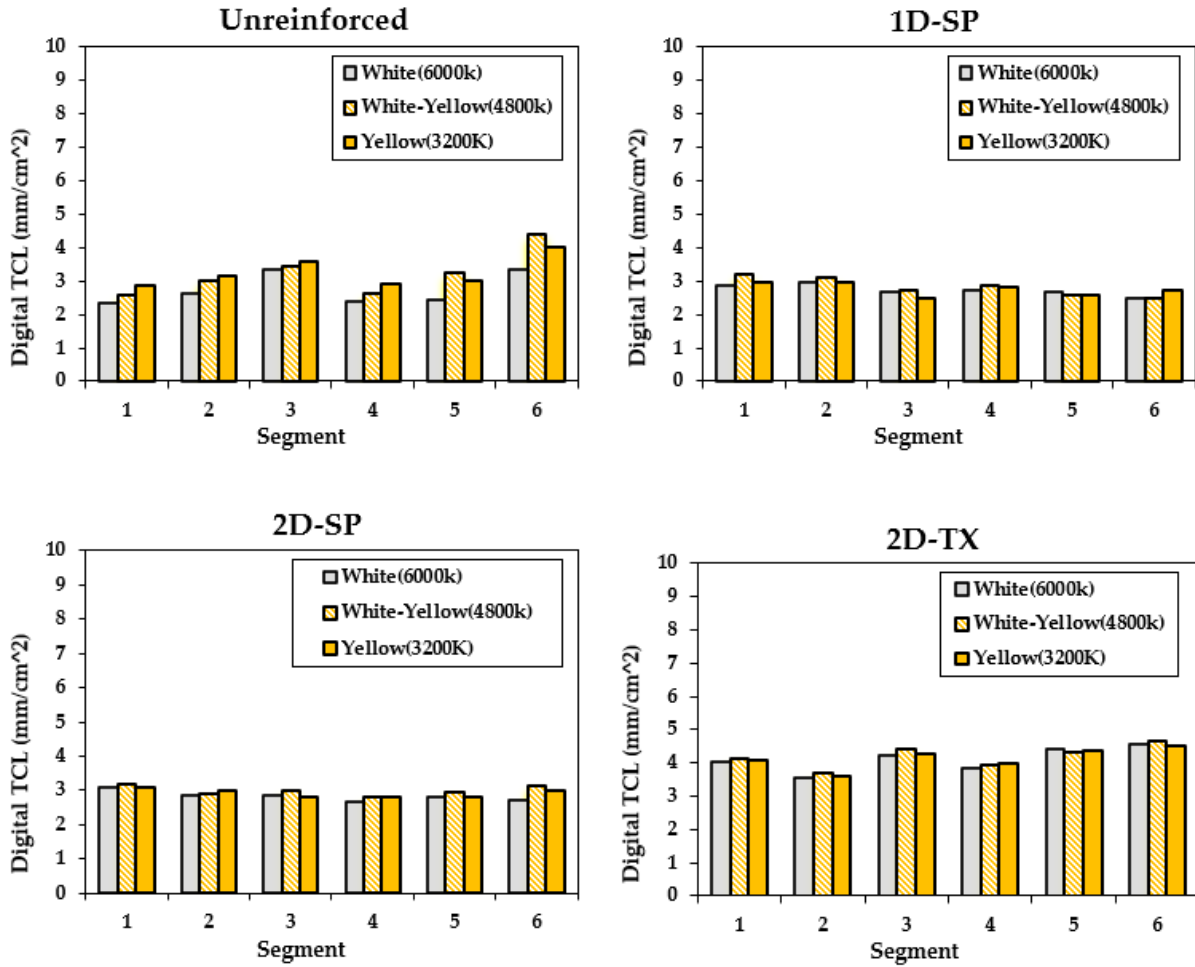 Unreinforced
10
9
8
7
6
5
4
3
2
1
0
Digital TCL (mm/cm^2)
White(6000k)
White-Yellow(4800k)
Yellow(3200K)
1 2 3 4 5 6
Segment
1D-SP
10
9
8
7
6
5
4
3
2
1
0
Digital TCL (mm/cm^2)
White(6000k)
White-Yellow(4800k)
Yellow(3200K)
1 2 3 4 5 6
Segment
2D-SP
10
9
8
7
6
5
4
3
2
1
0
Digital TCL (mm/cm^2)
White(6000k)
White-Yellow(4800k)
Yellow(3200K)
1 2 3 4 5 6
Segment
2D-TX
10
9
8
7
6
5
4
3
2
1
0
Digital TCL (mm/cm^2)
White(6000k)
White-Yellow(4800k)
Yellow(3200K)
1 2 3 4 5 6
Segment